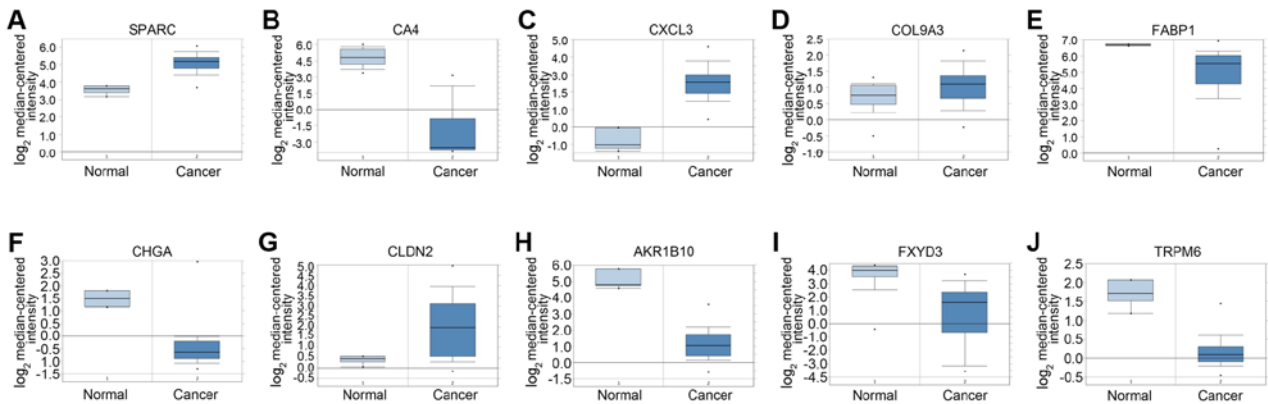 A
SPARC
log2 median-centered
intensity
6.0
5.0
4.0
3.0
2.0
1.0
0.0
Normal
Cancer
B
CA4
log2 median-centered
intensity
6.0
4.5
3.0
1.5
0.0
-1.5
-3.0
Normal
Cancer
C
CXCL3
log2 median-centered
intensity
5.0
4.0
3.0
2.0
1.0
0.0
-1.0
Normal
Cancer
D
COL9A3
log2 median-centered
intensity
2.5
2.0
1.5
1.0
0.5
0.0
-0.5
-1.0
Normal
Cancer
E
FABP1
log2 median-centered
intensity
7.0
6.0
5.0
4.0
3.0
2.0
1.0
0.0
Normal
Cancer
F
CHGA
log2 median-centered
intensity
3.0
2.5
2.0
1.5
1.0
0.5
0.0
-0.5
-1.0
-1.5
Normal
Cancer
G
CLDN2
log2 median-centered
intensity
5.0
4.5
4.0
3.5
3.0
2.5
2.0
1.5
0.5
0.0
-0.5
Normal
Cancer
H
AKR1B10
log2 median-centered
intensity
6.0
5.0
4.0
3.0
2.0
1.0
0.0
-1.5
Normal
Cancer
I
FXYD3
log2 median-centered
intensity
4.0
3.0
2.0
1.0
0.0
-1.0
-2.0
-3.0
-4.5
Normal
Cancer
J
TRPM6
log2 median-centered
intensity
2.5
2.0
1.5
1.0
0.5
0.0
-0.5
Normal
Cancer